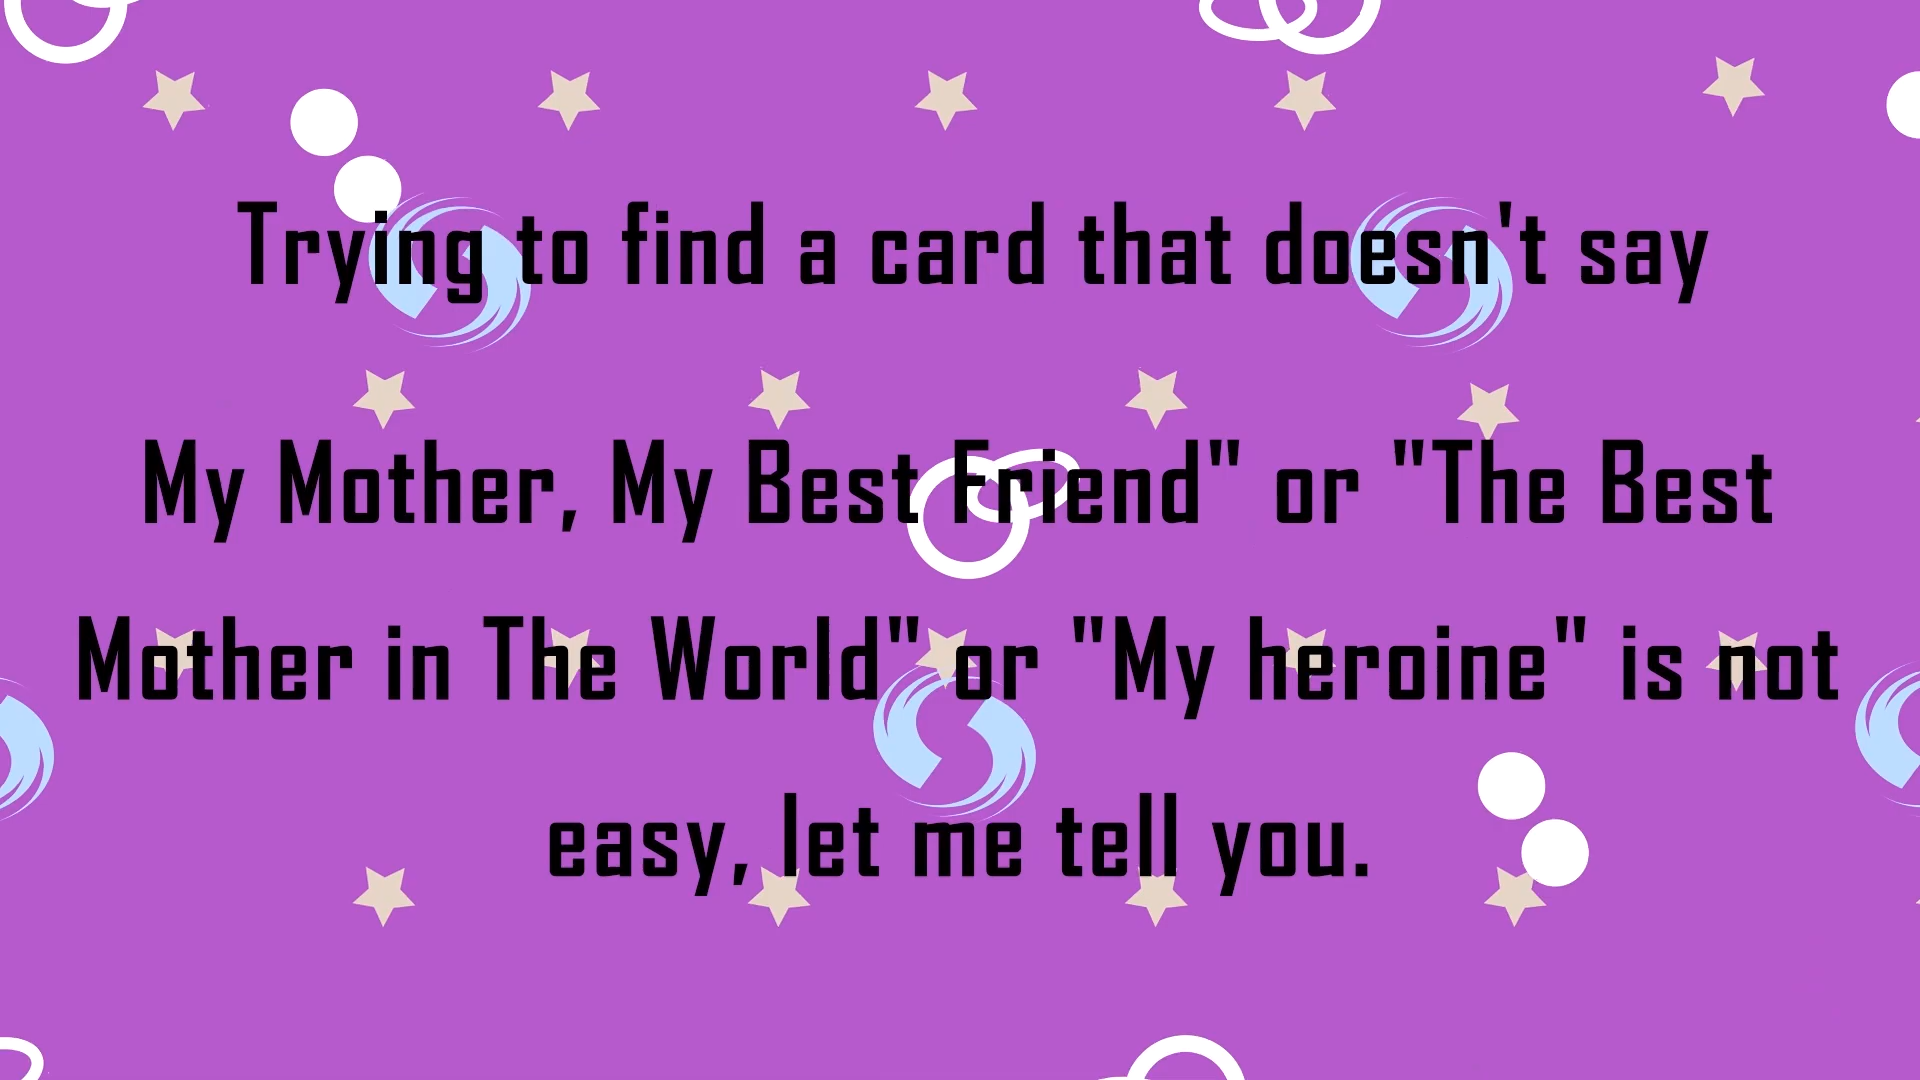 Trying to find a card that doesn't say
My Mother, My Best Friend" or "The Best
Mother in The World" or "My heroine" is not
easy, let me tell you.